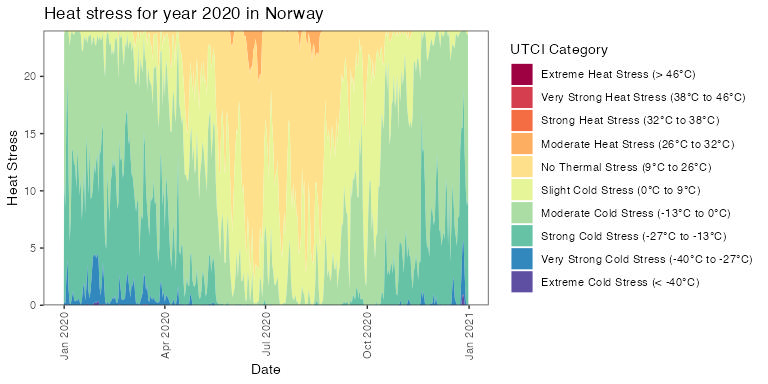 Heat stress for year 2020 in Norway
Heat Stress
20
15
10
5
0
Jan 2020
Apr 2020
Jul 2020
Oct 2020
Jan 2021
Date
UTCI Category
Extreme Heat Stress (> 46°C)
Very Strong Heat Stress (38°C to 46°C)
Strong Heat Stress (32°C to 38°C)
Moderate Heat Stress (26°C to 32°C)
No Thermal Stress (9°C to 26°C)
Slight Cold Stress (0°C to 9°C)
Moderate Cold Stress (-13°C to 0°C)
Strong Cold Stress (-27°C to -13°C)
Very Strong Cold Stress (-40°C to -27°C)
Extreme Cold Stress (< -40°C)